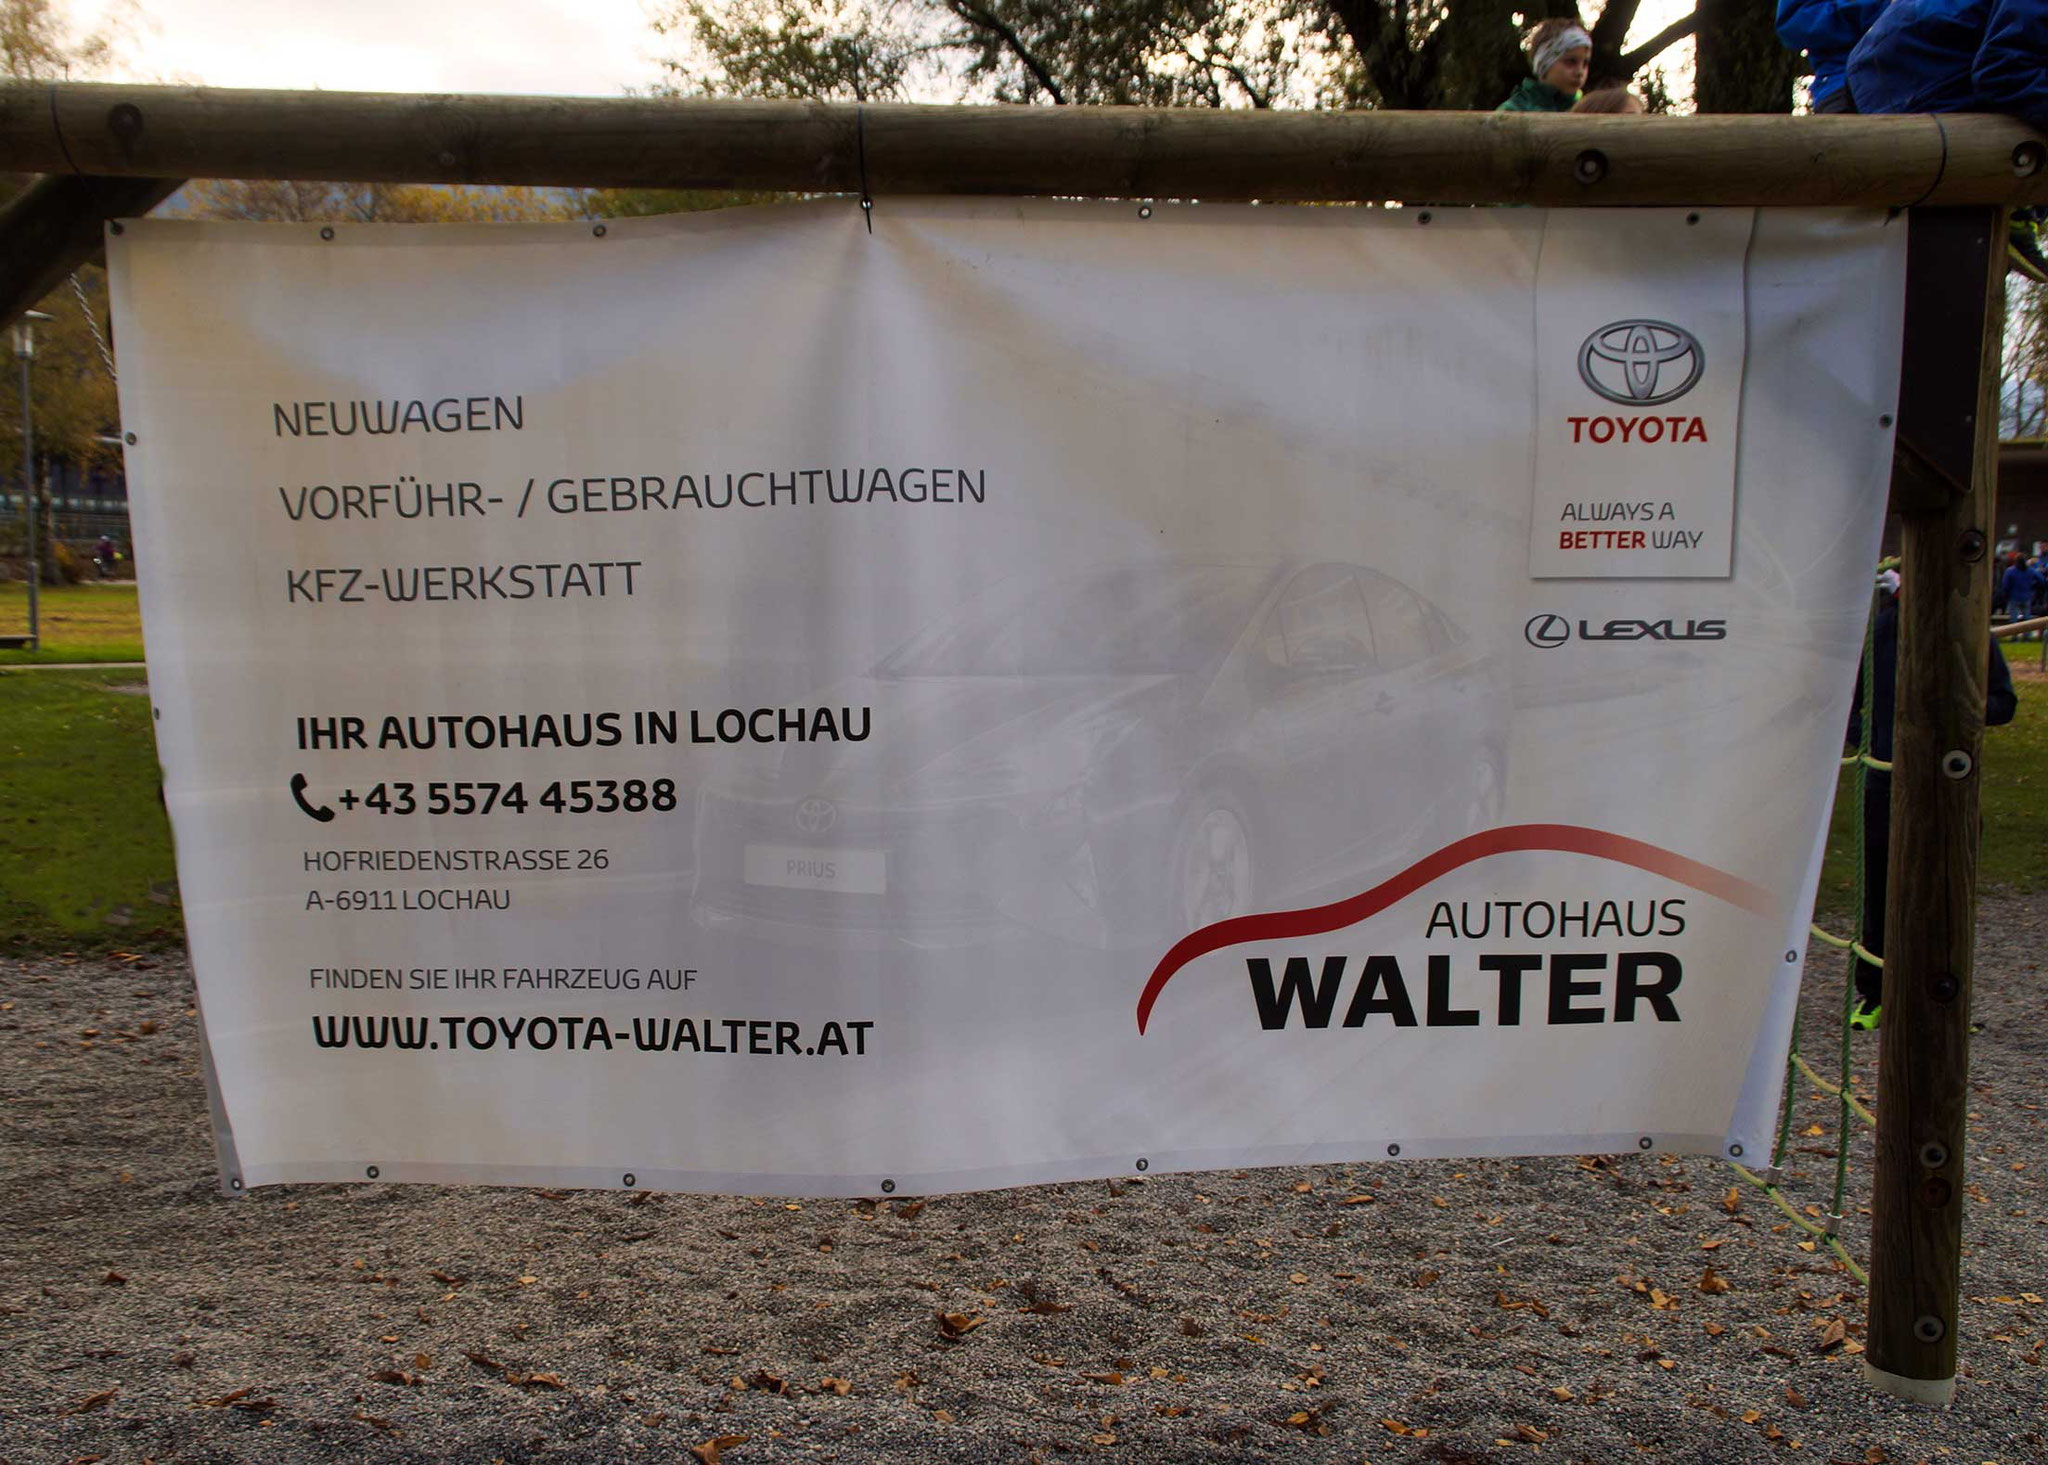 NEUWAGEN
VORFÜHR- / GEBRAUCHTWAGEN
KFZ-WERKSTATT
IHR AUTOHAUS IN LOCHAU
+43 5574 45388
HOFRIEDENSTRASSE 26
A-6911 LOCHAU
FINDEN SIE IHR FAHRZEUG AUF
WWW.TOYOTA-WALTER.AT
PRIUS
TOYOTA
ALWAYS A
BETTER WAY
LEXUS
AUTOHAUS
WALTER